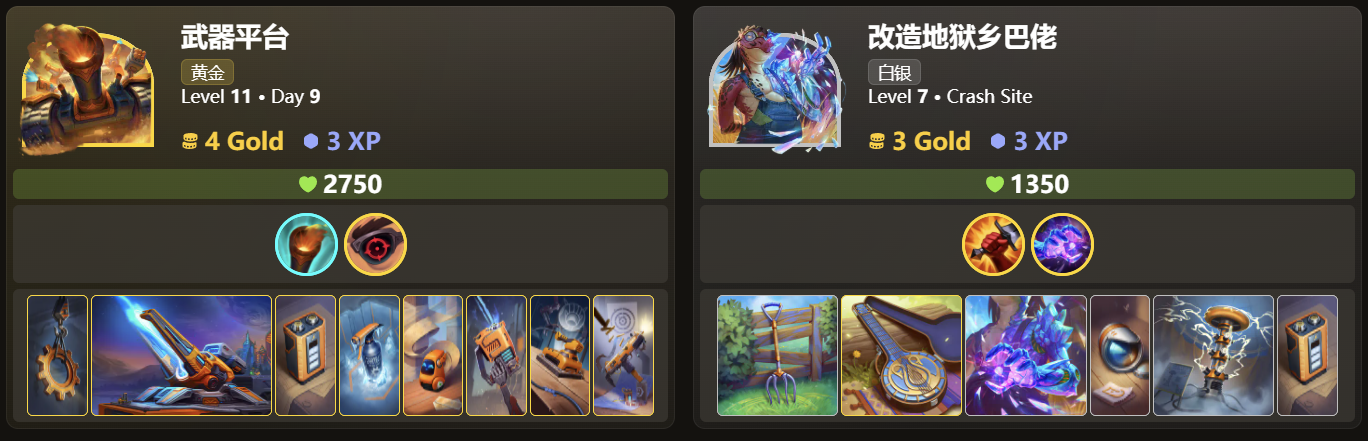 武器平台
黄金
Level 11 • Day 9
4 Gold 3 XP
2750
改造地狱乡巴佬
白银
Level 7 • Crash Site
3 Gold 3 XP
1350